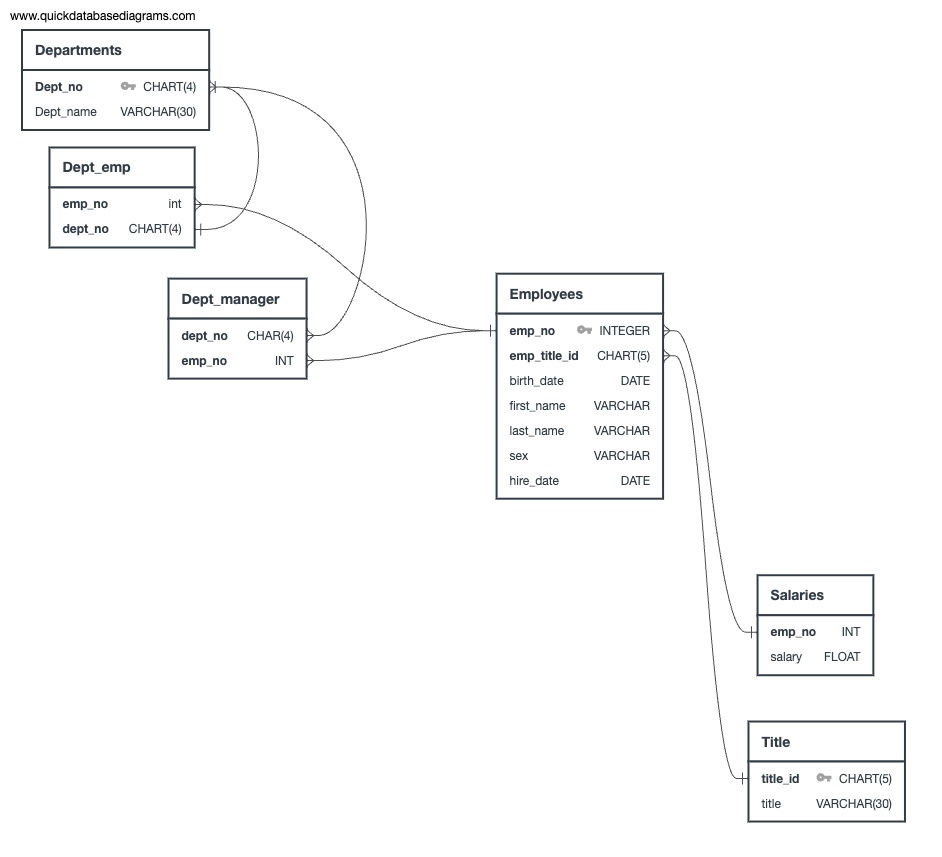 www.quickdatabasediagrams.com
Departments
Dept_no CHART(4)
Dept_name VARCHAR(30)
Dept_emp
emp_no int
dept_no CHART(4)
Dept_manager
dept_no CHAR(4)
emp_no INT
Employees
emp_no INTEGER
emp_title_id CHART(5)
birth_date DATE
first_name VARCHAR
last_name VARCHAR
sex VARCHAR
hire_date DATE
Salaries
emp_no INT
salary FLOAT
Title
title_id CHART(5)
title VARCHAR(30)